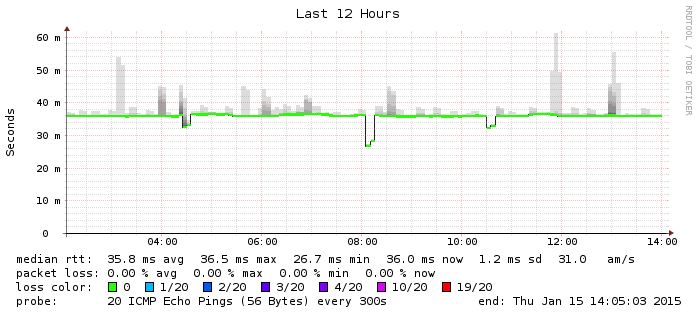 Last 12 Hours
RRDTOOL / TOBI OETIKER
Seconds
60 m
50 m
40 m
30 m
20 m
10 m
0
04:00 06:00 08:00 10:00 12:00 14:00
median rtt: 35.8 ms avg 36.5 ms max 26.7 ms min 36.0 ms now 1.2 ms sd 31.0 am/s
packet loss: 0.00 % avg 0.00 % max 0.00 % min 0.00 % now
loss color: 0 1/20 2/20 3/20 4/20 10/20 19/20
probe: 20 ICMP Echo Pings (56 Bytes) every 300s end: Thu Jan 15 14:05:03 2015